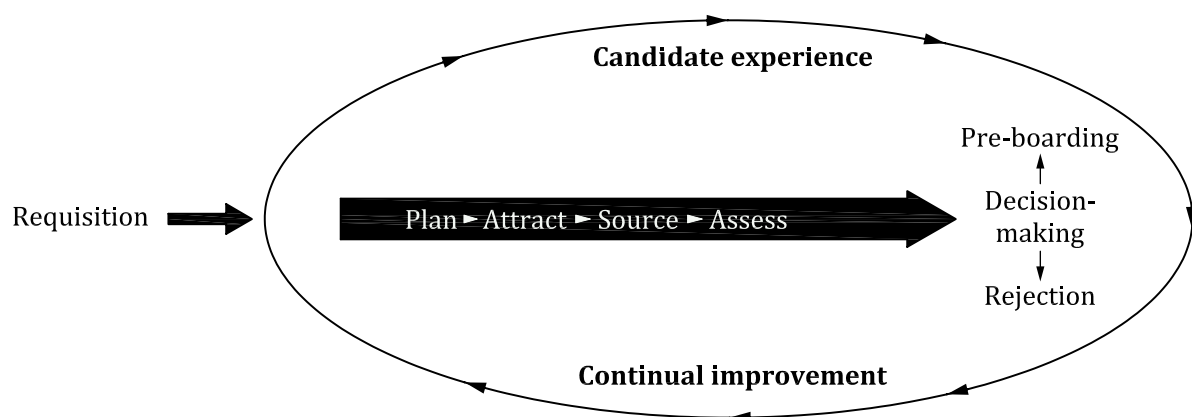 Candidate experience
Pre-boarding
Requisition
Plan ► Attract ► Source ► Assess
Decision-
making
Rejection
Continual improvement